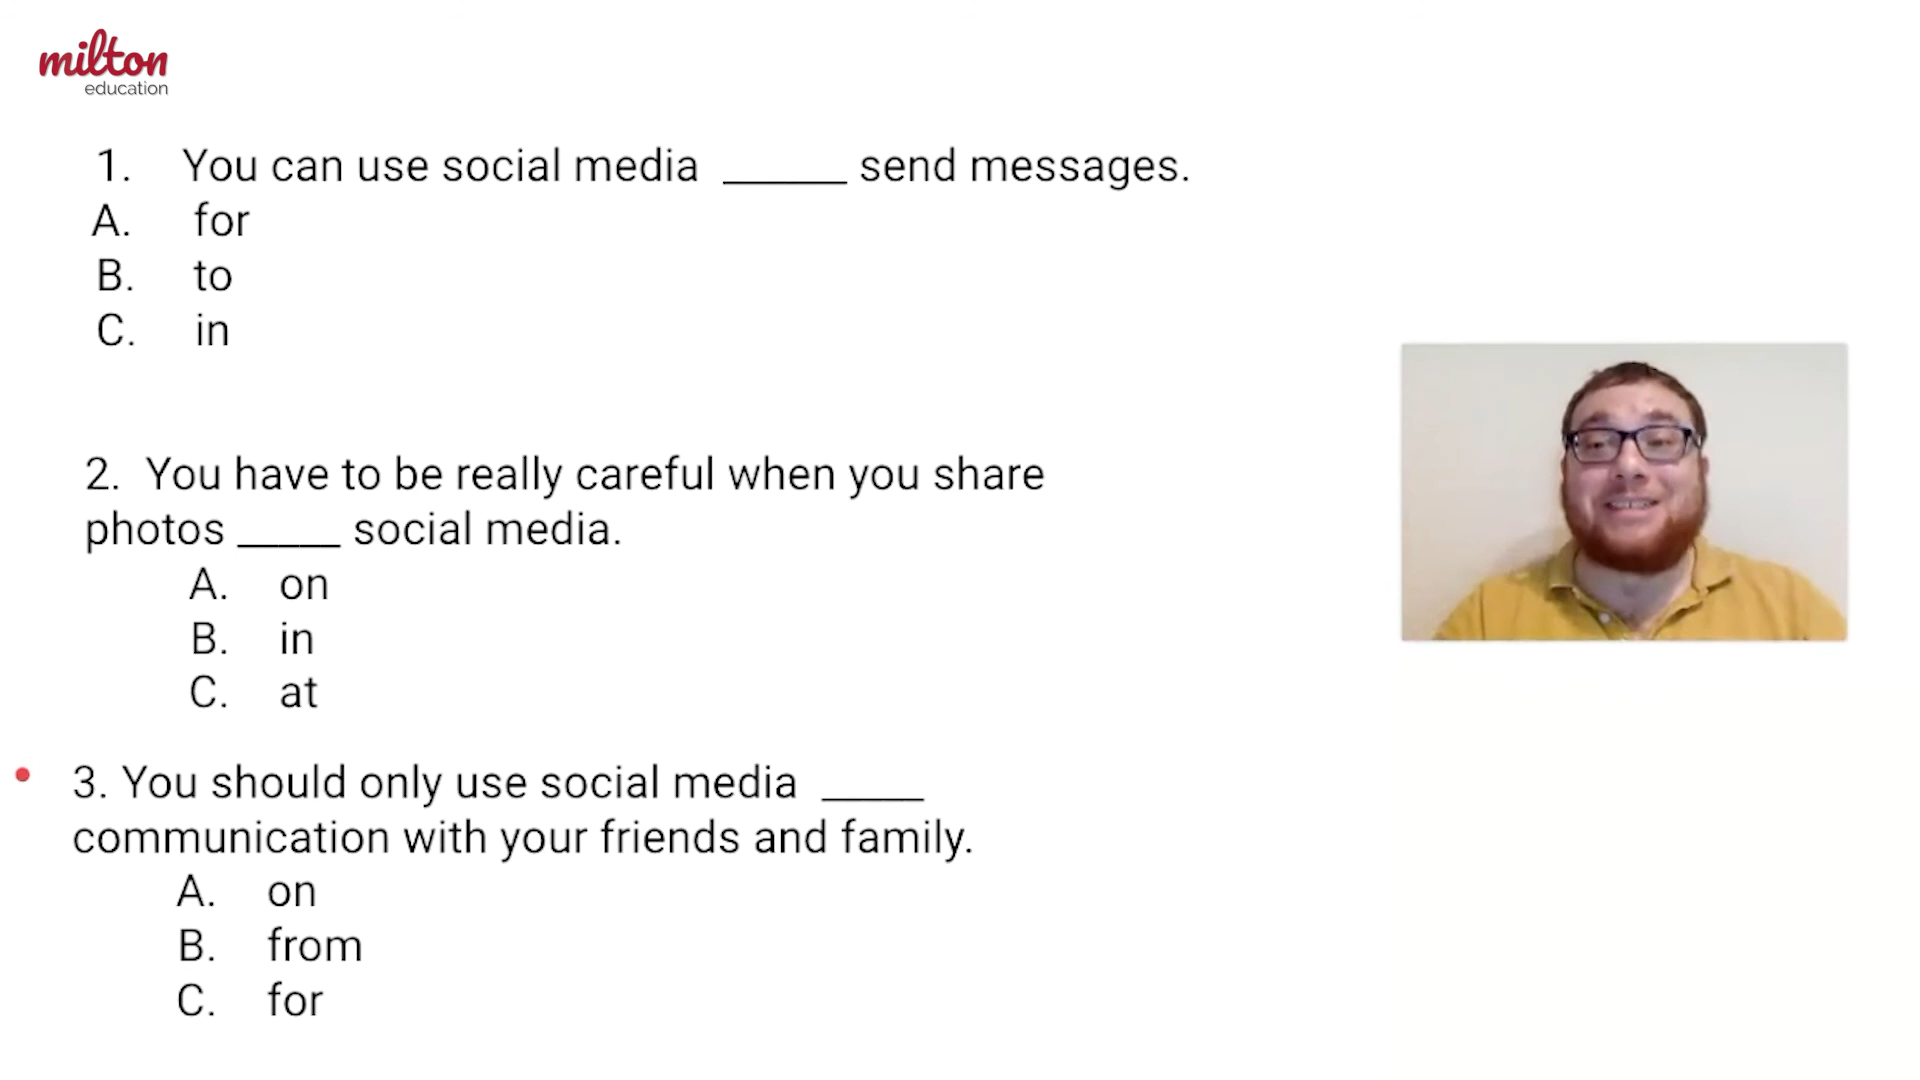 milton
education
1. You can use social media ______ send messages.
A. for
B. to
C. in
2. You have to be really careful when you share
photos _____ social media.
A. on
B. in
C. at
3. You should only use social media _____
communication with your friends and family.
A. on
B. from
C. for